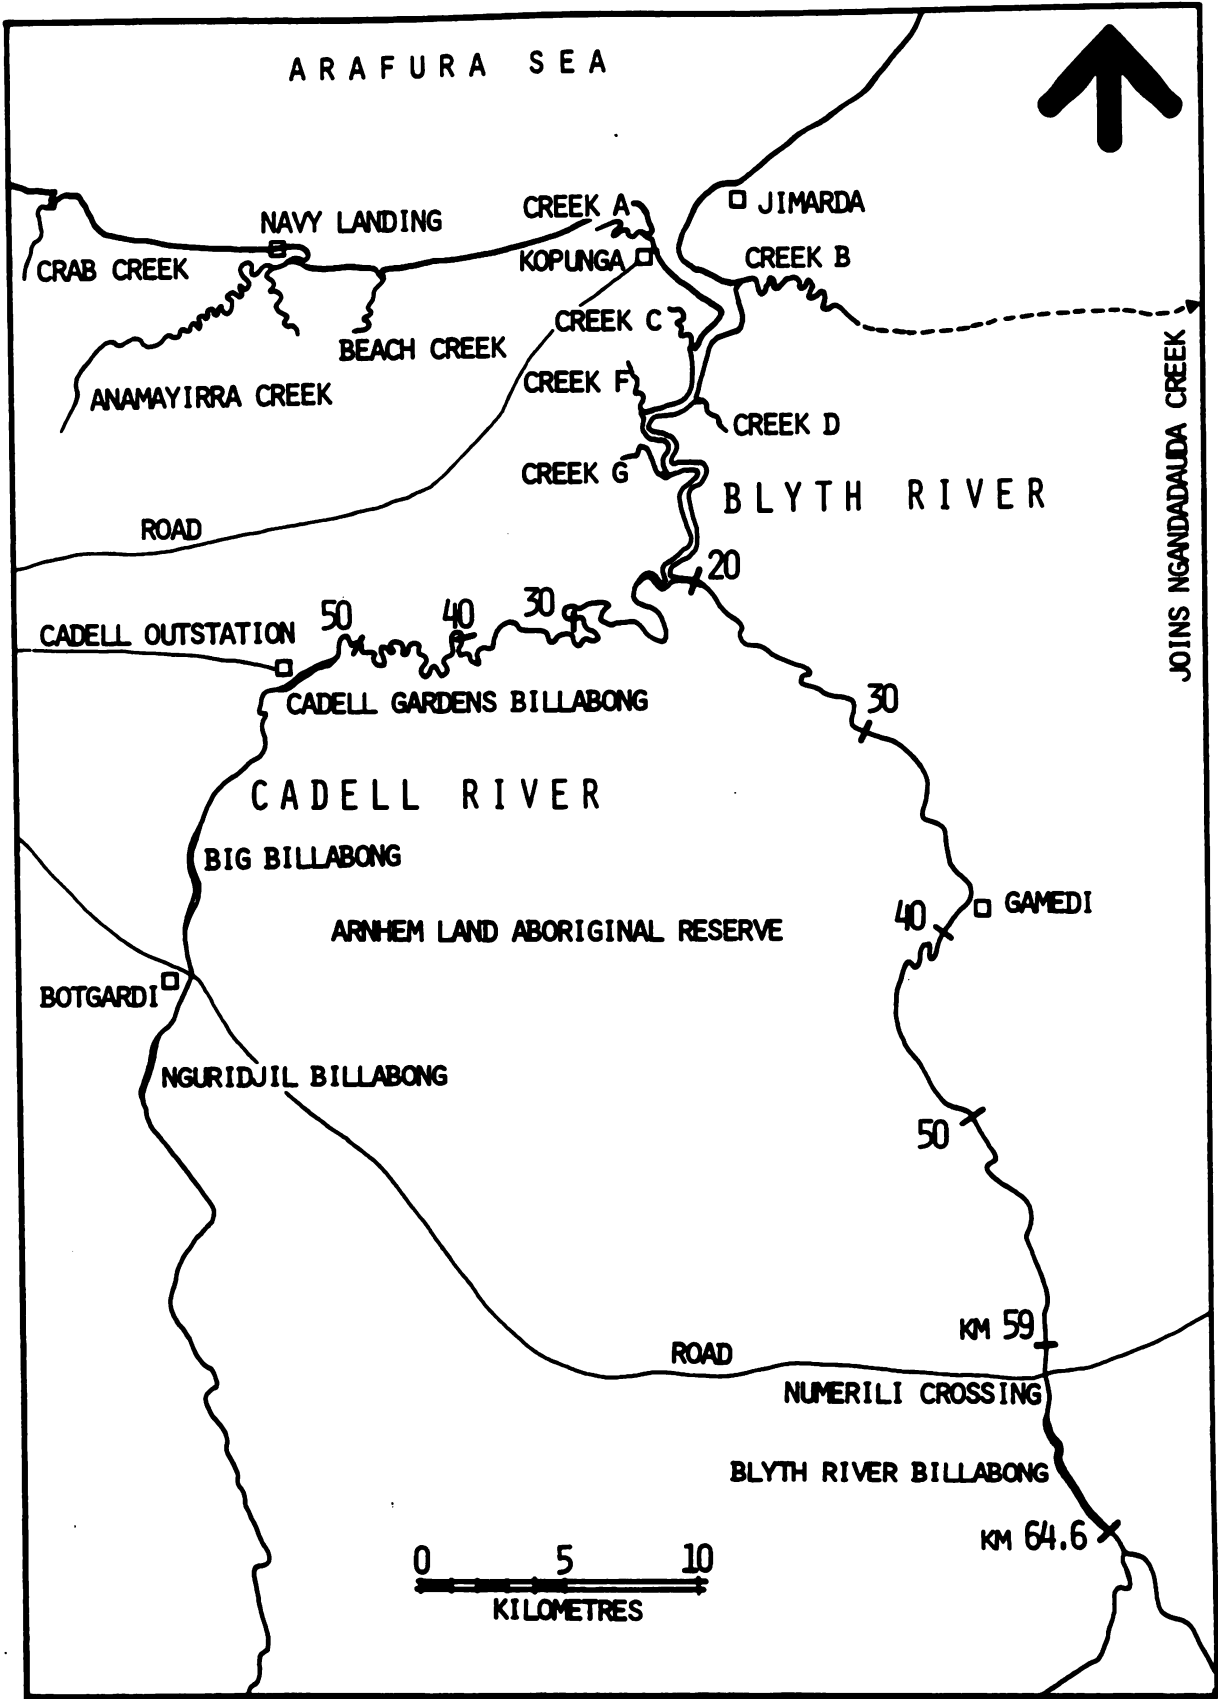 ARAFURA SEA
CREEK A
JIMARDA
NAVY LANDING
KOPUNGA
CREEK B
CRAB CREEK
CREEK C
BEACH CREEK
CREEK F
ANAMAYIRRA CREEK
CREEK D
CREEK G
BLYTH RIVER
JOINS NGANDADAUDA CREEK
ROAD
20
50
40
30
CADELL OUTSTATION
CADELL GARDENS BILLABONG
30
CADELL RIVER
BIG BILLABONG
GAMEDI
40
ARNHEM LAND ABORIGINAL RESERVE
BOTGARDI
NGURIDJIL BILLABONG
50
KM 59
ROAD
NUMERILI CROSSING
BLYTH RIVER BILLABONG
KM 64.6
0 5 10
KILOMETRES